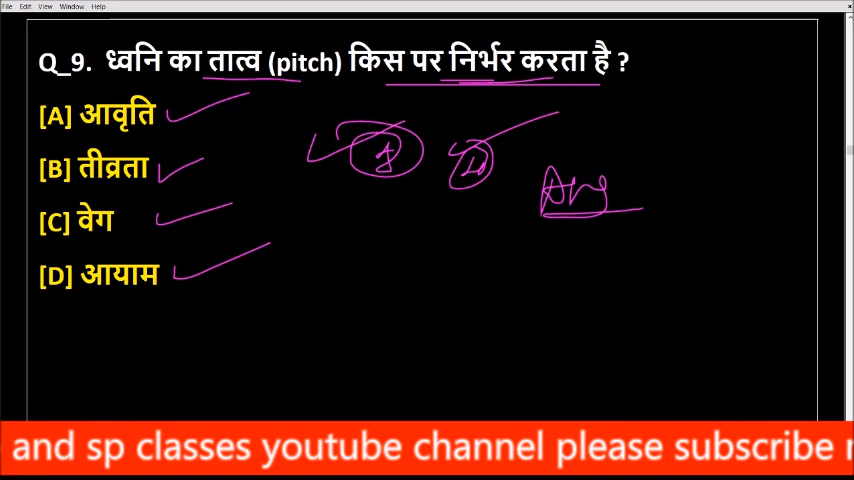 File Edit View Window Help
Q_9. ध्वनि का तात्व (pitch) किस पर निर्भर करता है ?
[A] आवृति
[B] तीव्रता
[C] वेग
[D] आयाम
Ans
and sp classes youtube channel please subscribe